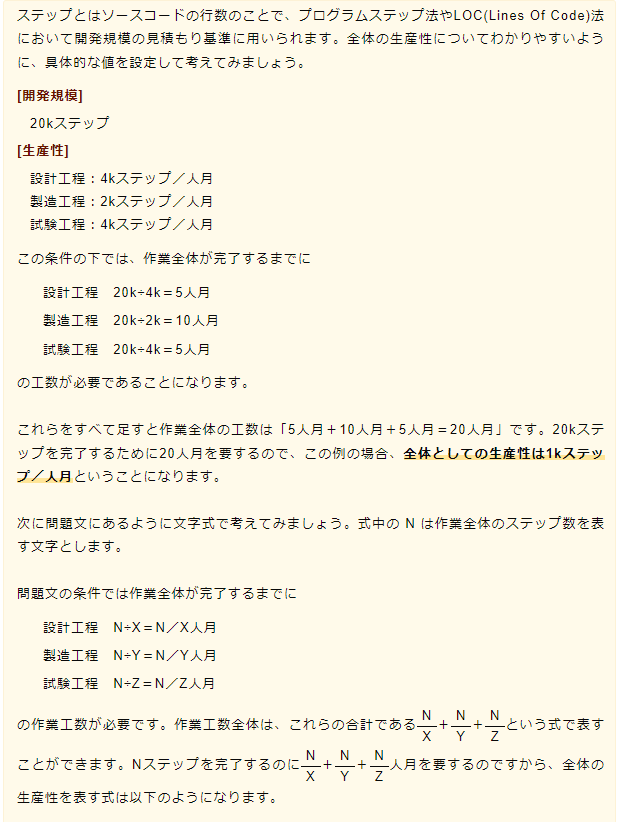 ステップとはソースコードの行数のことで、プログラムステップ法やLOC(Lines Of Code)法
において開発規模の見積もり基準に用いられます。全体の生産性についてわかりやすいよう
に、具体的な値を設定して考えてみましょう。
[開発規模]
20kステップ
[生産性]
設計工程：4kステップ／人月
製造工程：2kステップ／人月
試験工程：4kステップ／人月
この条件の下では、作業全体が完了するまでに
設計工程　20k÷4k＝5人月
製造工程　20k÷2k＝10人月
試験工程　20k÷4k＝5人月
の工数が必要であることになります。
これらをすべて足すと作業全体の工数は「5人月＋10人月＋5人月＝20人月」です。20kステ
ップを完了するために20人月を要するので、この例の場合、全体としての生産性は1kステッ
プ／人月ということになります。
次に問題文にあるように文字式で考えてみましょう。式中の N は作業全体のステップ数を表
す文字とします。
問題文の条件では作業全体が完了するまでに
設計工程　N÷X＝N／X人月
製造工程　N÷Y＝N／Y人月
試験工程　N÷Z＝N／Z人月
の作業工数が必要です。作業工数全体は、これらの合計であるN/X＋N/Y＋N/Zという式で表す
ことができます。Nステップを完了するのにN/X＋N/Y＋N/Z人月を要するのですから、全体の
生産性を表す式は以下のようになります。